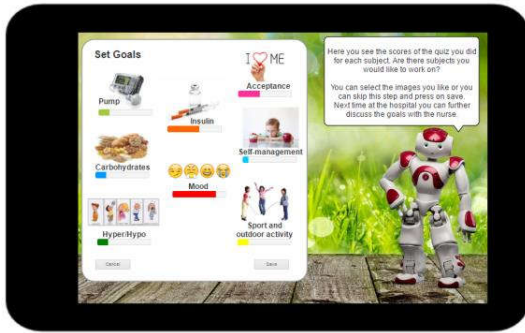 Set Goals
I ME
Acceptance
Pump
Insulin
Self-management
Carbohydrates
Mood
Hyper/Hypo
Sport and
outdoor activity
Cancel
Save
Here you see the scores of the quiz you did
for each subject. Are there subjects you
would like to work on?
You can select the images you like or you
can skip this step and press on save.
Next time at the hospital you can further
discuss the goals with the nurse.